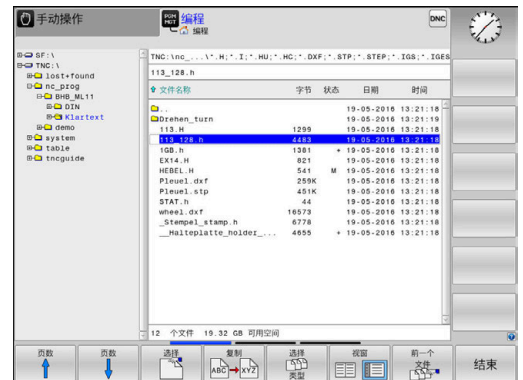 手动操作
PGM
MGT
编程
编程
DNC
SF:\
TNC:\
lost+found
nc_prog
BHB_ML11
DIN
Klartext
demo
system
table
tncguide
TNC:\nc_...\*.H;*.I;*.HU;*.HC;*.DXF;*.STP;*.STEP;*.IGS;*.IGES
113_128.h
文件名称 字节 状态 日期 时间
.. 19-05-2016 13:21:18
Drehen_turn 19-05-2016 13:21:19
113.H 1299 19-05-2016 13:21:18
113_128.h 4483 19-05-2016 13:21:18
1GB.h 1381 + 19-05-2016 13:21:18
EX14.H 821 19-05-2016 13:21:18
HEBEL.H 541 M 19-05-2016 13:21:18
Pleuel.dxf 259K 19-05-2016 13:21:18
Pleuel.stp 451K 19-05-2016 13:21:18
STAT.h 44 19-05-2016 13:21:18
wheel.dxf 16573 19-05-2016 13:21:18
_Stempel_stamp.h 6778 19-05-2016 13:21:18
__Halteplatte_holder_... 4655 + 19-05-2016 13:21:18
12 个文件 19.32 GB 可用空间
页数
页数
选择
复制
ABC XYZ
选择
类型
视窗
前一个
文件
结束